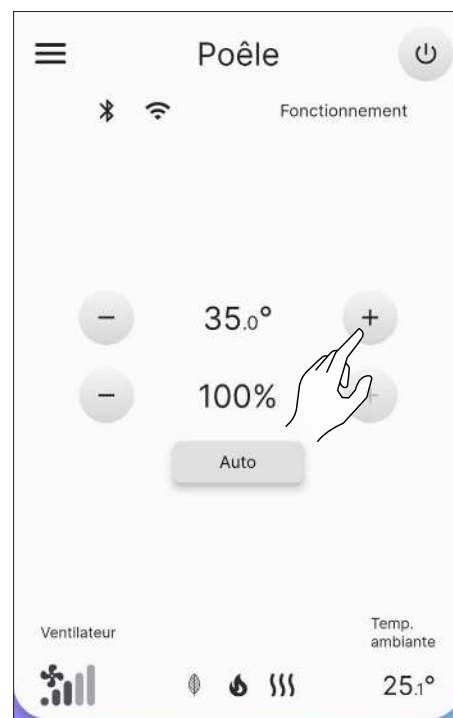 Poêle
Fonctionnement
− 35.0° +
− 100% +
Auto
Ventilateur
Temp.
ambiante
25.1°